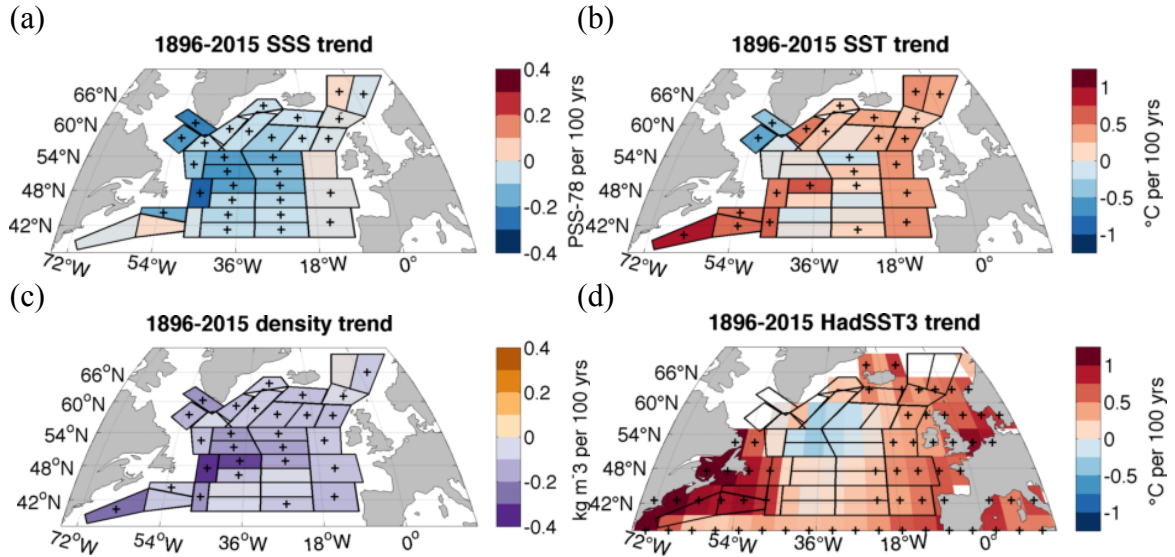 (a)
1896-2015 SSS trend
66°N
60°N
54°N
48°N
42°N
72°W
54°W
36°W
18°W
0°
0.4
0.2
0
-0.2
-0.4
PSS-78 per 100 yrs
(b)
1896-2015 SST trend
66°N
60°N
54°N
48°N
42°N
72°W
54°W
36°W
18°W
0°
1
0.5
0
-0.5
-1
°C per 100 yrs
(c)
1896-2015 density trend
66°N
60°N
54°N
48°N
42°N
72°W
54°W
36°W
18°W
0°
0.4
0.2
0
-0.2
-0.4
kg m^-3 per 100 yrs
(d)
1896-2015 HadSST3 trend
66°N
60°N
54°N
48°N
42°N
72°W
54°W
36°W
18°W
0°
1
0.5
0
-0.5
-1
°C per 100 yrs